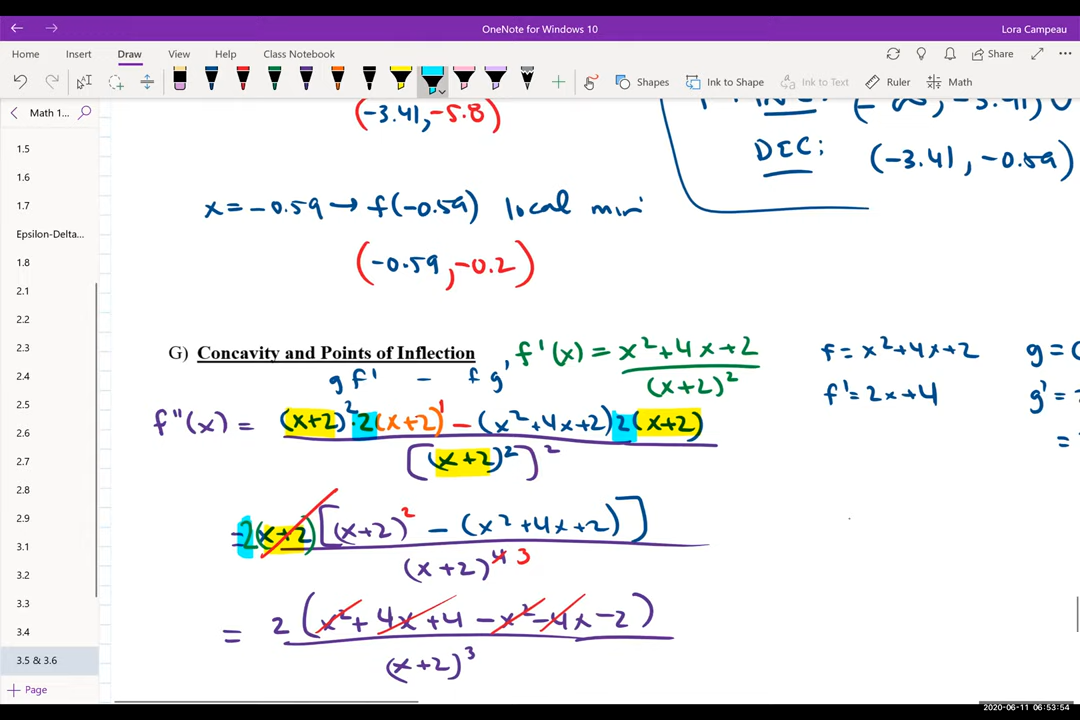 OneNote for Windows 10
Lora Campeau
Home Insert Draw View Help Class Notebook
Share
Shapes Ink to Shape Ink to Text Ruler Math
Math 1...
1.5
1.6
1.7
Epsilon-Delta...
1.8
2.1
2.2
2.3
2.4
2.5
2.6
2.7
2.8
2.9
3.1
3.2
3.3
3.4
3.5 & 3.6
Page
(-3.41, -5.8)
DEC: (-3.41, -0.59)
x = -0.59 → f(-0.59) local min
(-0.59, -0.2)
G) Concavity and Points of Inflection
f'(x) = x²+4x+2
(x+2)²
f = x²+4x+2
f' = 2x+4
g f' - f g'
f''(x) = (x+2)²·2(x+2)¹ - (x²+4x+2)2(x+2)
[(x+2)²]²
2(x+2)[(x+2)² - (x²+4x+2)]
(x+2)⁴ 3
= 2(x²+4x+4-x²-4x-2)
(x+2)³
2020-06-11 06:53:54